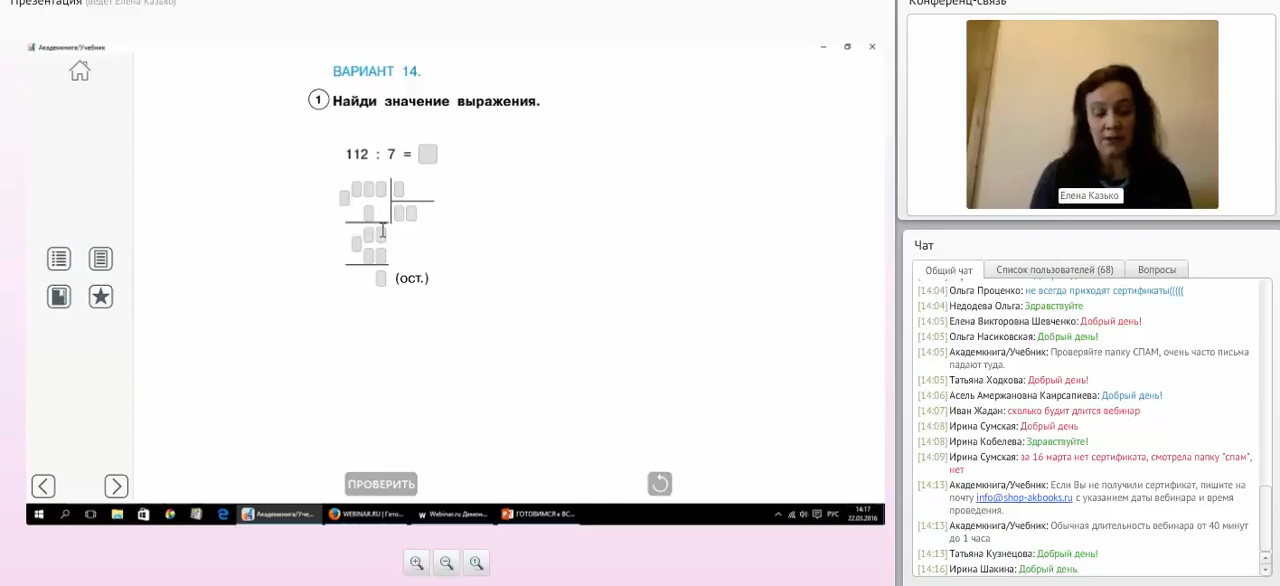 Презентация (ведет Елена Казько)
Конференц-связь
Академкнига/Учебник
ВАРИАНТ 14.
1 Найди значение выражения.
112 : 7 =
(ост.)
ПРОВЕРИТЬ
Академкнига/Уче...
WEBINAR.RU | Гото...
Webinar.ru Демон...
ГОТОВИМСЯ к ВС...
РУС
14:17
22.03.2016
Елена Казько
Чат
Общий чат
Список пользователей (68)
Вопросы
[14:04] Ольга Проценко: не всегда приходят сертификаты(((((
[14:04] Недодева Ольга: Здравствуйте
[14:05] Елена Викторовна Шевченко: Добрый день!
[14:05] Ольга Насиковская: Добрый день!
[14:05] Академкнига/Учебник: Проверяйте папку СПАМ, очень часто письма
падают туда.
[14:05] Татьяна Ходкова: Добрый день!
[14:06] Асель Амержановна Каирсапиева: Добрый день!
[14:07] Иван Жадан: сколько будит длится вебинар
[14:08] Ирина Сумская: Добрый день
[14:08] Ирина Кобелева: Здравствуйте!
[14:09] Ирина Сумская: за 16 марта нет сертификата, смотрела папку "спам",
нет
[14:13] Академкнига/Учебник: Если Вы не получили сертификат, пишите на
почту info@shop-akbooks.ru с указанием даты вебинара и время
проведения.
[14:13] Академкнига/Учебник: Обычная длительность вебинара от 40 минут
до 1 часа
[14:13] Татьяна Кузнецова: Добрый день!
[14:16] Ирина Шакина: Добрый день.